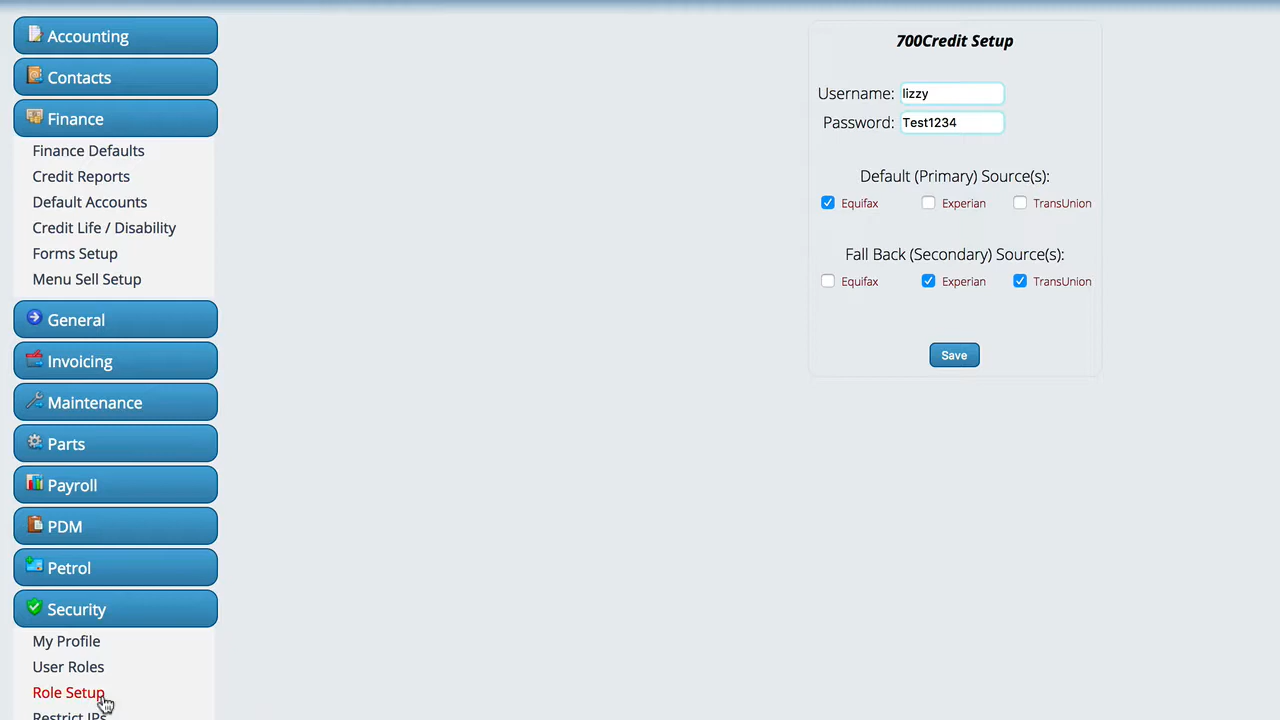 Accounting
Contacts
Finance
Finance Defaults
Credit Reports
Default Accounts
Credit Life / Disability
Forms Setup
Menu Sell Setup
General
Invoicing
Maintenance
Parts
Payroll
PDM
Petrol
Security
My Profile
User Roles
Role Setup
Restrict IPs
700Credit Setup
Username: lizzy
Password: Test1234
Default (Primary) Source(s):
Equifax Experian TransUnion
Fall Back (Secondary) Source(s):
Equifax Experian TransUnion
Save